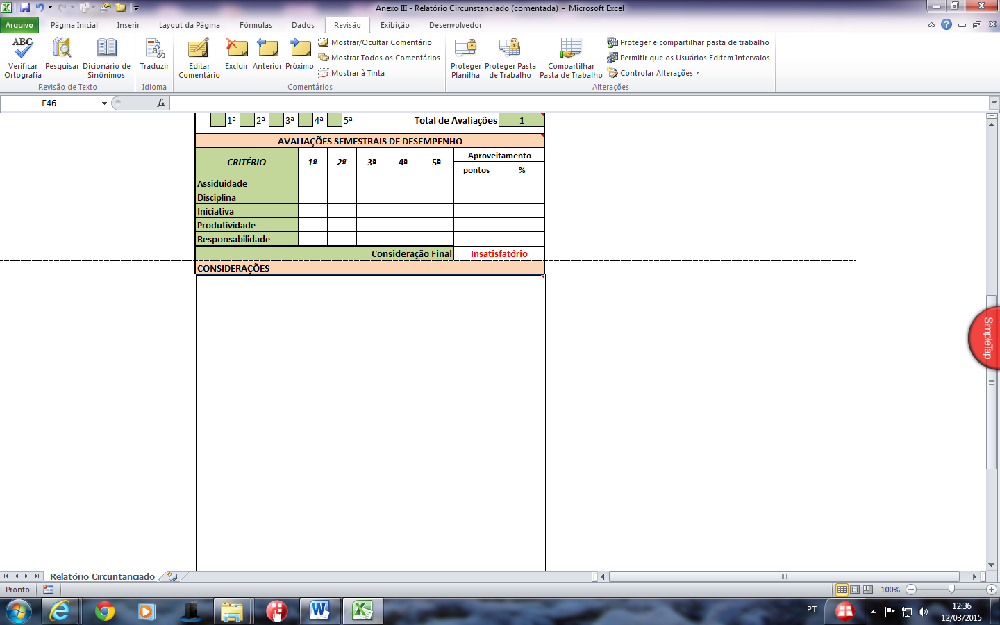 Anexo III - Relatório Circunstanciado (comentada) - Microsoft Excel
Arquivo Página Inicial Inserir Layout da Página Fórmulas Dados Revisão Exibição Desenvolvedor
ABC
Verificar Ortografia
Pesquisar
Dicionário de Sinônimos
Traduzir
Editar Comentário
Excluir
Anterior
Próximo
Mostrar/Ocultar Comentário
Mostrar Todos os Comentários
Mostrar à Tinta
Proteger Planilha
Proteger Pasta de Trabalho
Compartilhar Pasta de Trabalho
Proteger e compartilhar pasta de trabalho
Permitir que os Usuários Editem Intervalos
Controlar Alterações
Revisão de Texto Idioma Comentários Alterações
F46 fx
1ª 2ª 3ª 4ª 5ª Total de Avaliações 1
AVALIAÇÕES SEMESTRAIS DE DESEMPENHO
CRITÉRIO 1ª 2ª 3ª 4ª 5ª Aproveitamento
pontos %
Assiduidade
Disciplina
Iniciativa
Produtividade
Responsabilidade
Consideração Final Insatisfatório
CONSIDERAÇÕES
SimpleTap
Relatório Circuntanciado
Pronto 100%
PT 12:36
12/03/2015